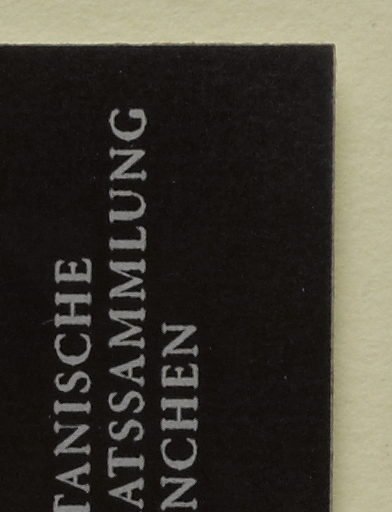 TANISCHE
ATSSAMMLUNG
NCHEN